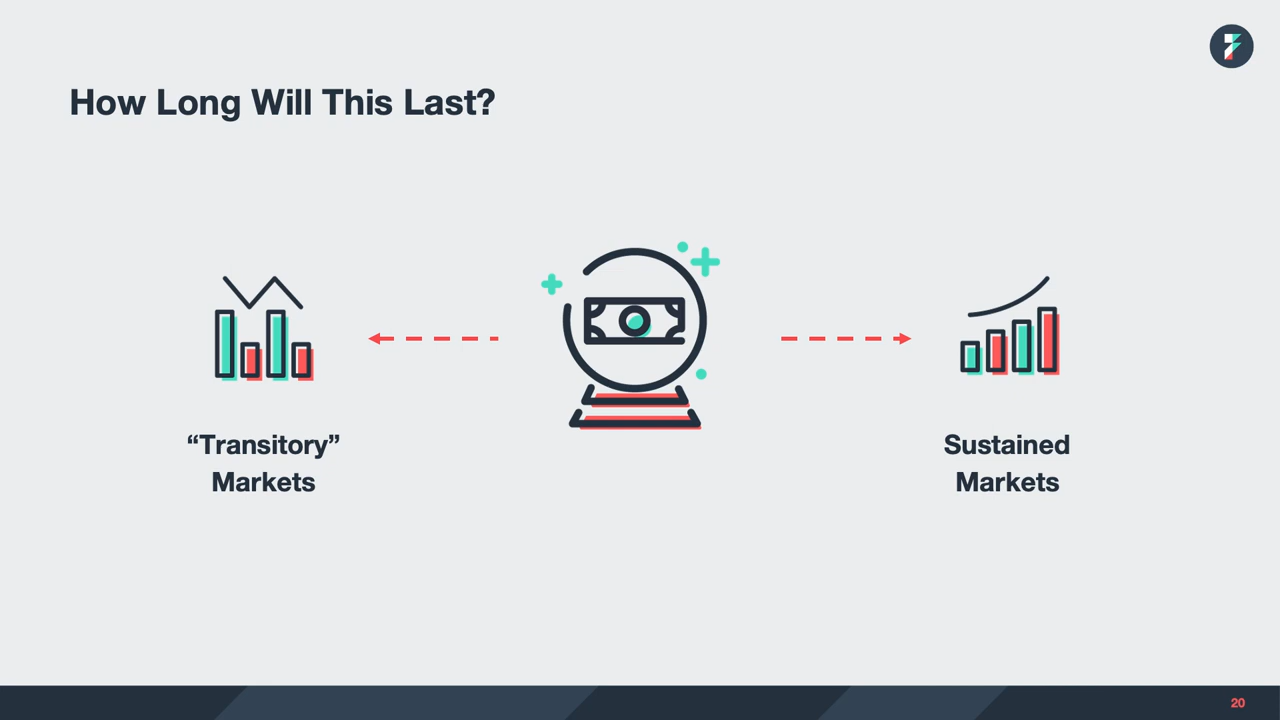 How Long Will This Last?
“Transitory”
Markets
Sustained
Markets
20